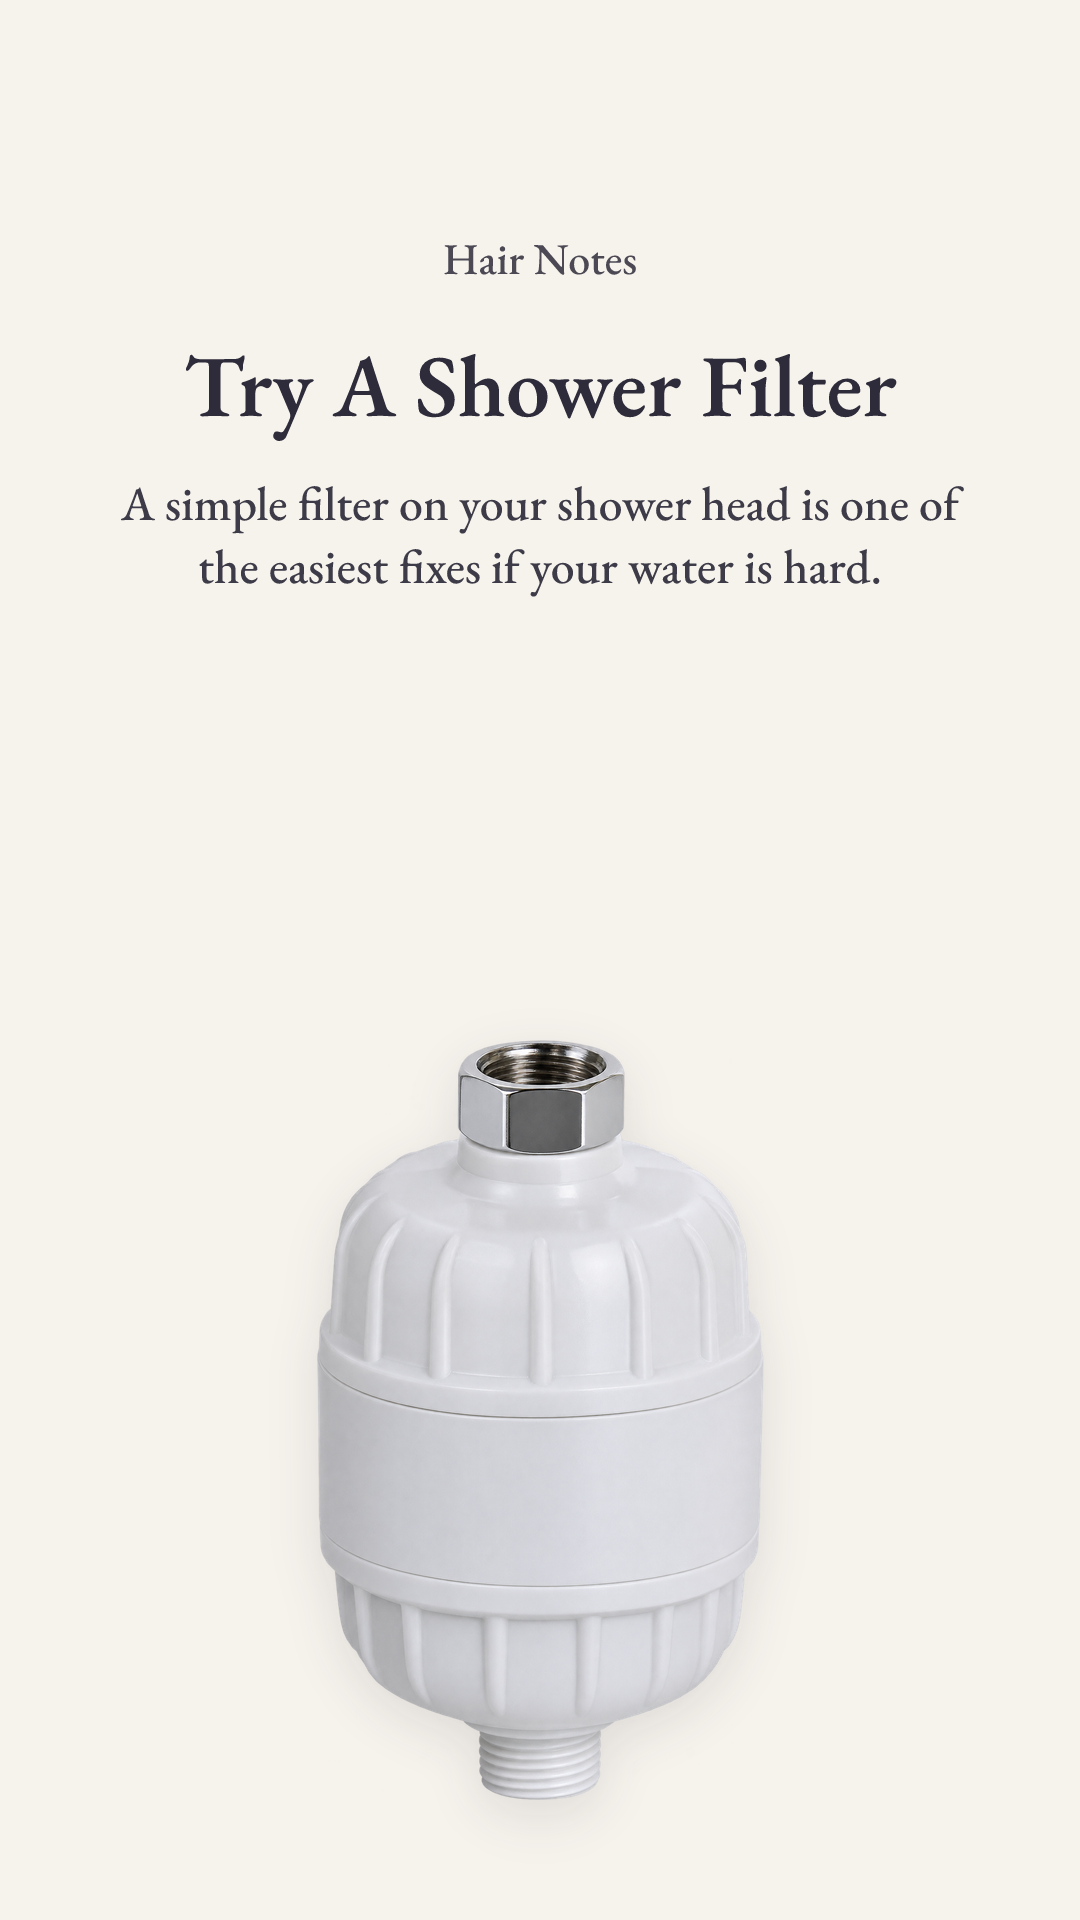 Hair Notes
Try A Shower Filter
A simple filter on your shower head is one of
the easiest fixes if your water is hard.